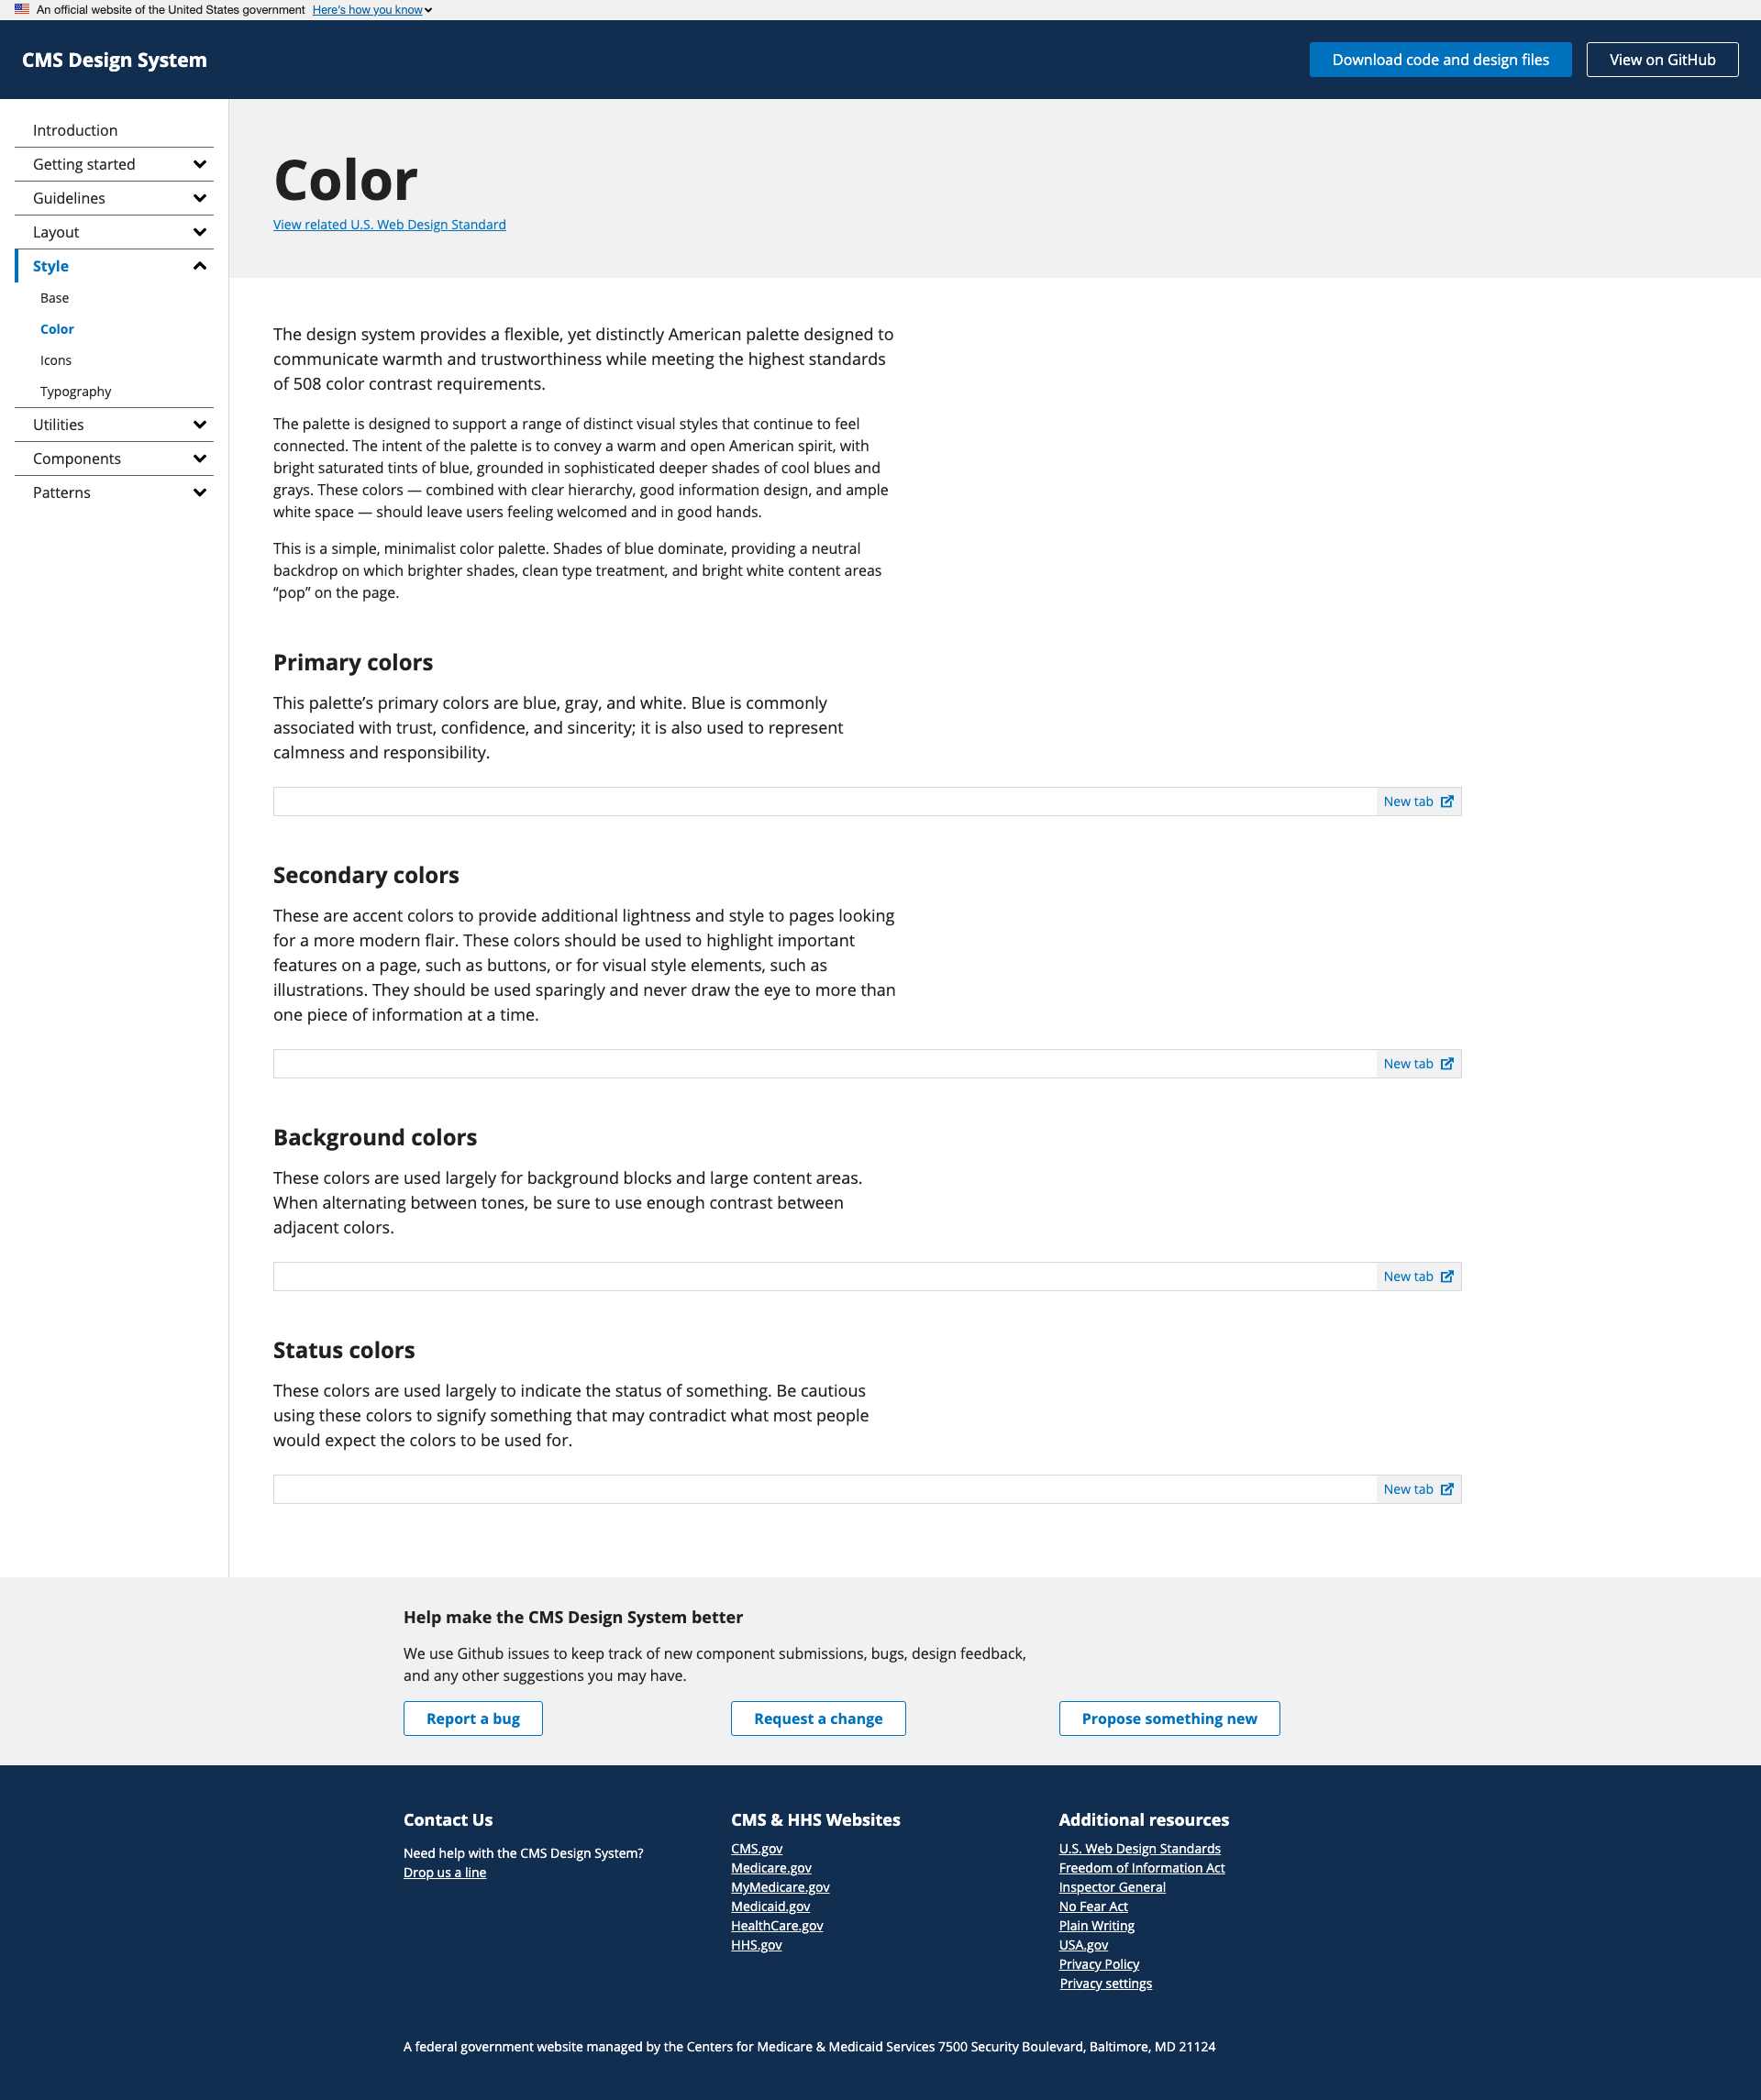 An official website of the United States government Here's how you know
CMS Design System
Download code and design files
View on GitHub
Introduction
Getting started
Guidelines
Layout
Style
Base
Color
Icons
Typography
Utilities
Components
Patterns
Color
View related U.S. Web Design Standard
The design system provides a flexible, yet distinctly American palette designed to
communicate warmth and trustworthiness while meeting the highest standards
of 508 color contrast requirements.
The palette is designed to support a range of distinct visual styles that continue to feel
connected. The intent of the palette is to convey a warm and open American spirit, with
bright saturated tints of blue, grounded in sophisticated deeper shades of cool blues and
grays. These colors — combined with clear hierarchy, good information design, and ample
white space — should leave users feeling welcomed and in good hands.
This is a simple, minimalist color palette. Shades of blue dominate, providing a neutral
backdrop on which brighter shades, clean type treatment, and bright white content areas
“pop” on the page.
Primary colors
This palette’s primary colors are blue, gray, and white. Blue is commonly
associated with trust, confidence, and sincerity; it is also used to represent
calmness and responsibility.
New tab
Secondary colors
These are accent colors to provide additional lightness and style to pages looking
for a more modern flair. These colors should be used to highlight important
features on a page, such as buttons, or for visual style elements, such as
illustrations. They should be used sparingly and never draw the eye to more than
one piece of information at a time.
New tab
Background colors
These colors are used largely for background blocks and large content areas.
When alternating between tones, be sure to use enough contrast between
adjacent colors.
New tab
Status colors
These colors are used largely to indicate the status of something. Be cautious
using these colors to signify something that may contradict what most people
would expect the colors to be used for.
New tab
Help make the CMS Design System better
We use Github issues to keep track of new component submissions, bugs, design feedback,
and any other suggestions you may have.
Report a bug
Request a change
Propose something new
Contact Us
Need help with the CMS Design System?
Drop us a line
CMS & HHS Websites
CMS.gov
Medicare.gov
MyMedicare.gov
Medicaid.gov
HealthCare.gov
HHS.gov
Additional resources
U.S. Web Design Standards
Freedom of Information Act
Inspector General
No Fear Act
Plain Writing
USA.gov
Privacy Policy
Privacy settings
A federal government website managed by the Centers for Medicare & Medicaid Services 7500 Security Boulevard, Baltimore, MD 21124